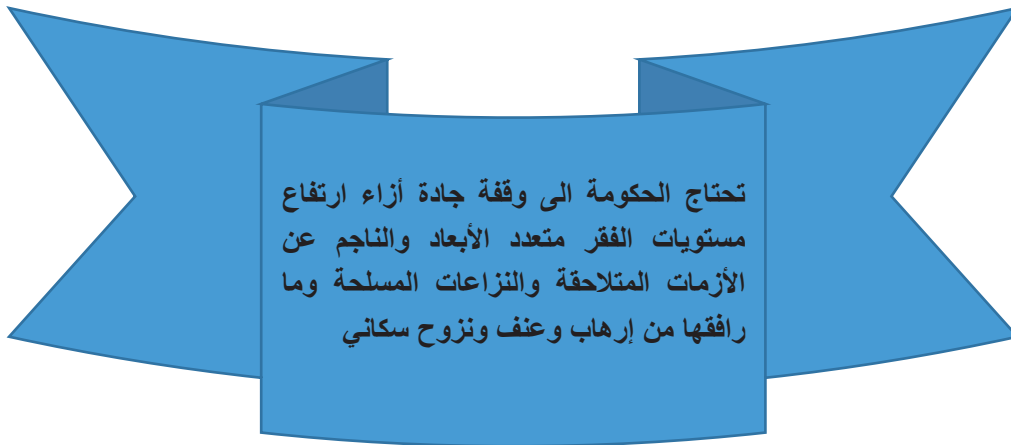 تحتاج الحكومة الى وقفة جادة أزاء ارتفاع
مستويات الفقر متعدد الأبعاد والناجم عن
الأزمات المتلاحقة والنزاعات المسلحة وما
رافقها من إرهاب وعنف ونزوح سكاني